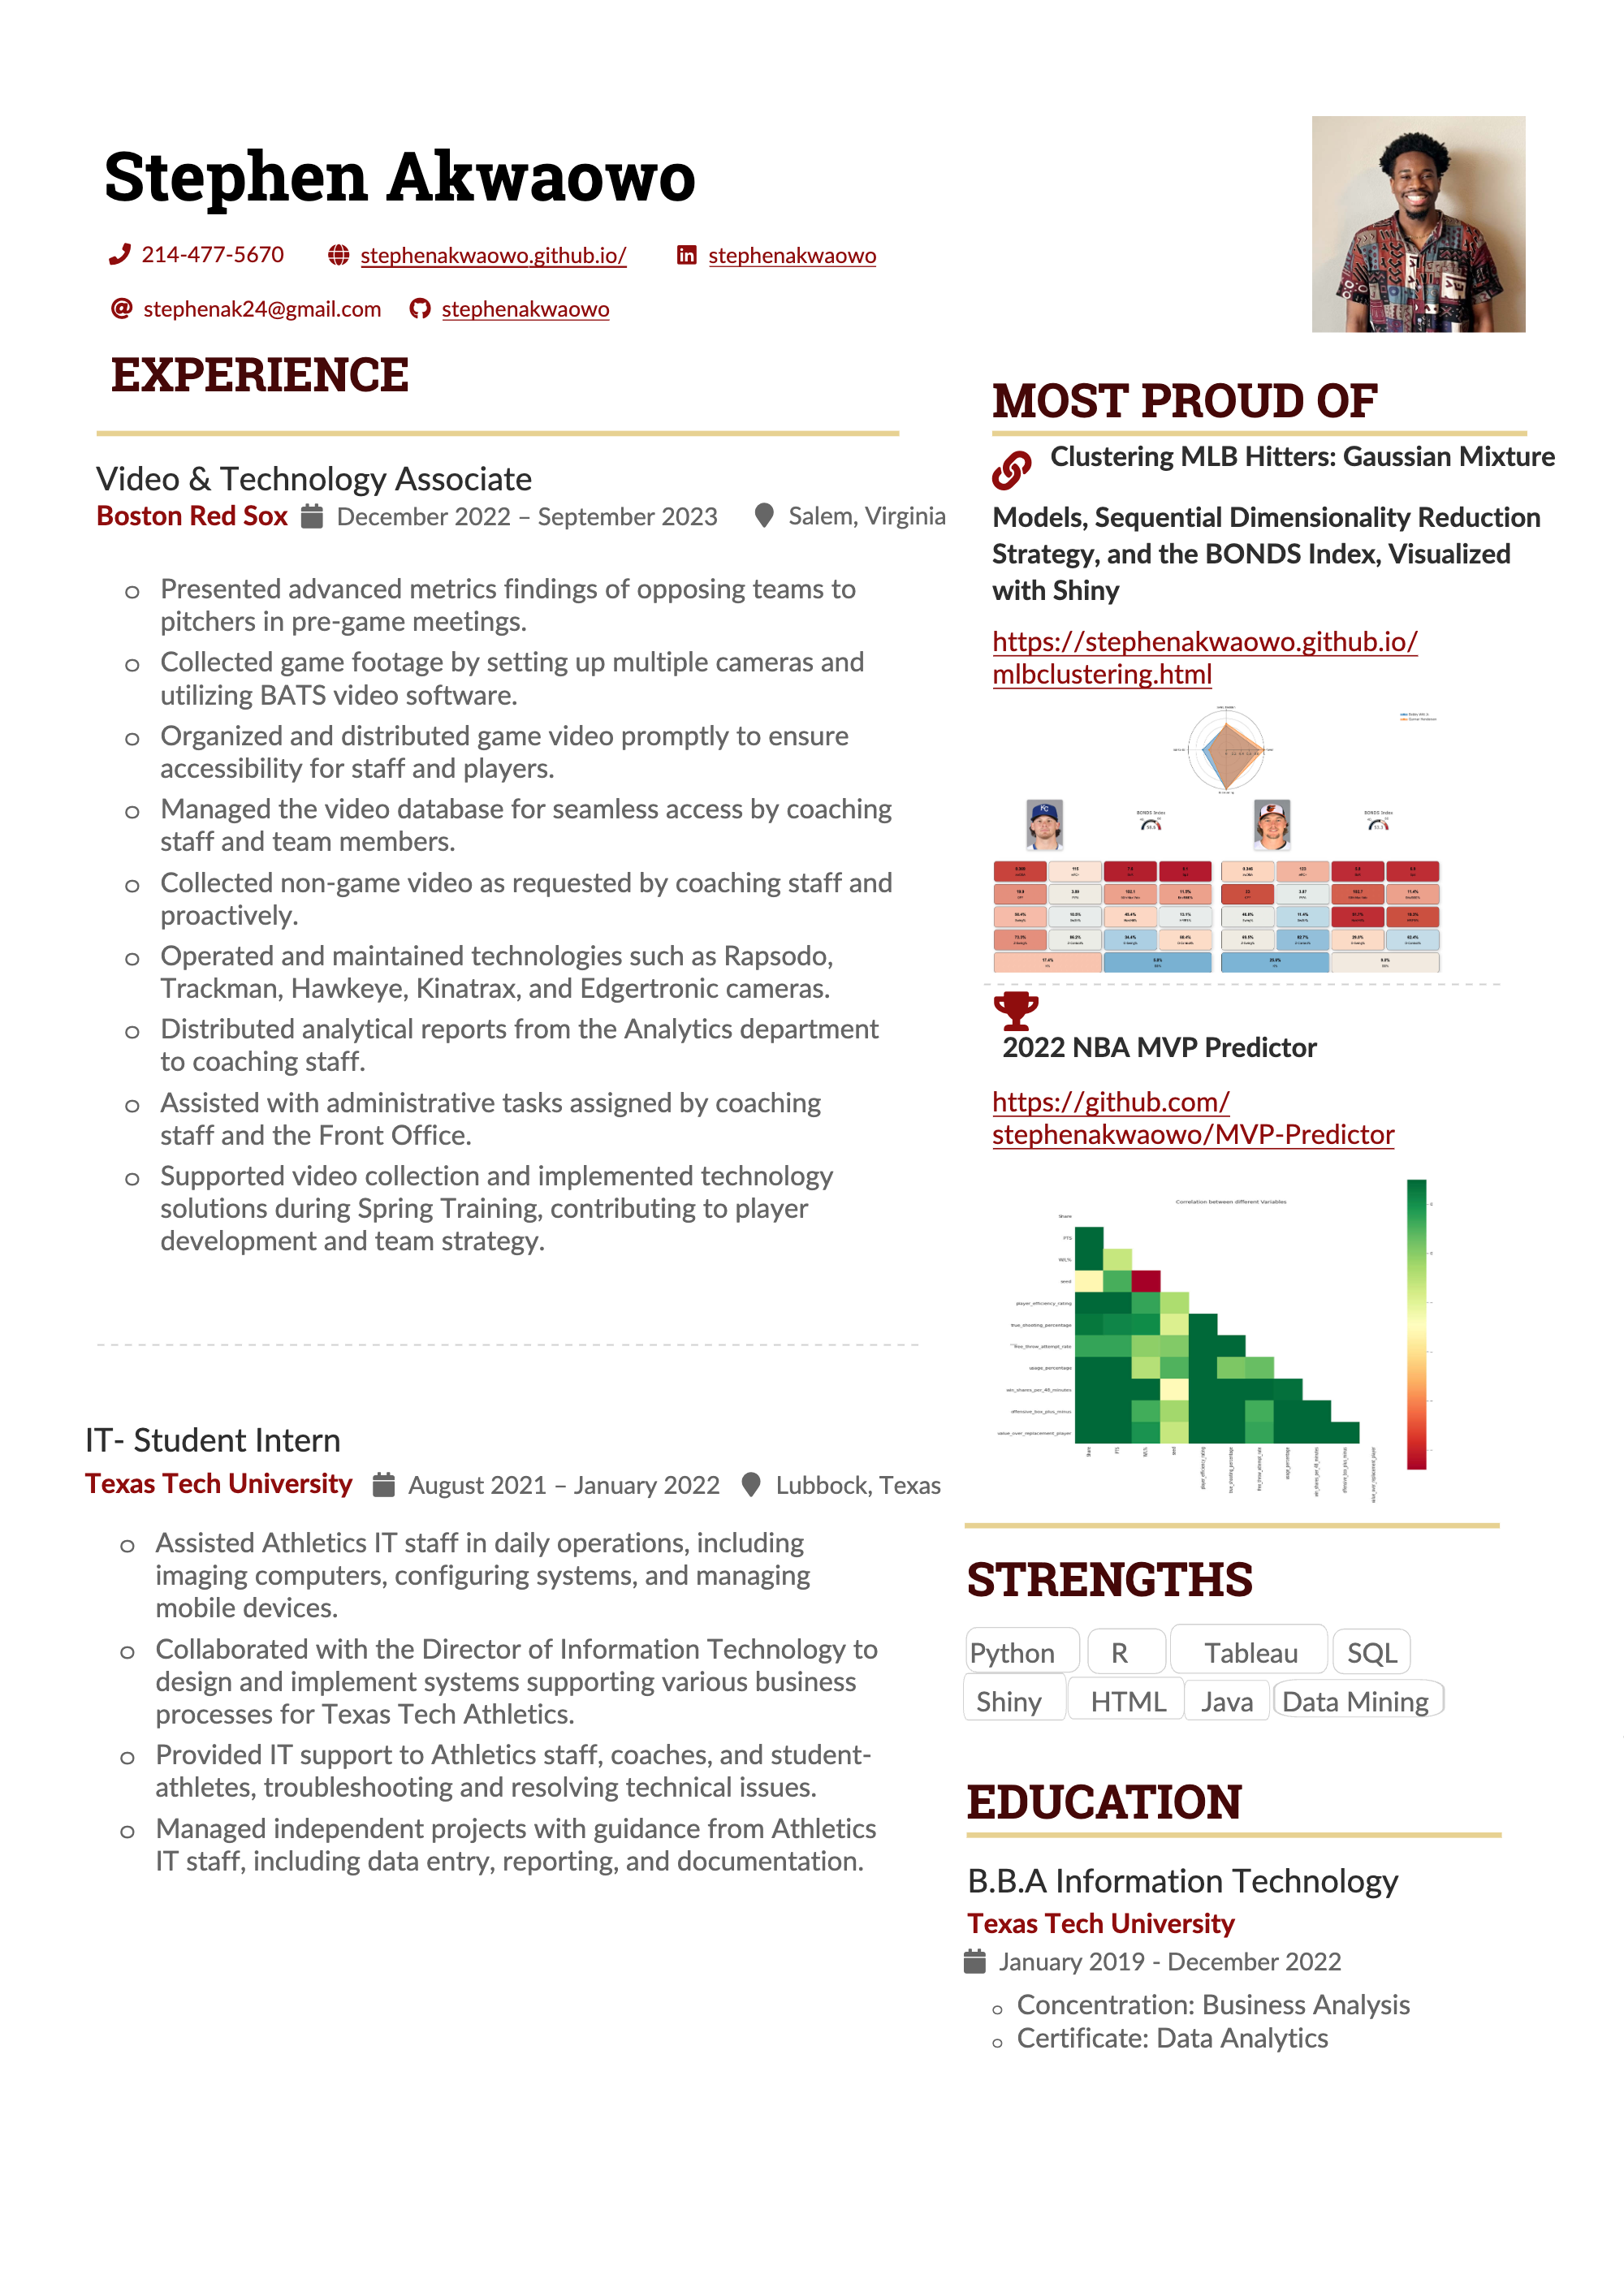 Stephen Akwaowo
214-477-5670 stephenakwaowo.github.io/ stephenakwaowo
stephenak24@gmail.com stephenakwaowo
EXPERIENCE
Video & Technology Associate
Boston Red Sox December 2022 – September 2023 Salem, Virginia
o Presented advanced metrics findings of opposing teams to
pitchers in pre-game meetings.
o Collected game footage by setting up multiple cameras and
utilizing BATS video software.
o Organized and distributed game video promptly to ensure
accessibility for staff and players.
o Managed the video database for seamless access by coaching
staff and team members.
o Collected non-game video as requested by coaching staff and
proactively.
o Operated and maintained technologies such as Rapsodo,
Trackman, Hawkeye, Kinatrax, and Edgertronic cameras.
o Distributed analytical reports from the Analytics department
to coaching staff.
o Assisted with administrative tasks assigned by coaching
staff and the Front Office.
o Supported video collection and implemented technology
solutions during Spring Training, contributing to player
development and team strategy.
IT- Student Intern
Texas Tech University August 2021 – January 2022 Lubbock, Texas
o Assisted Athletics IT staff in daily operations, including
imaging computers, configuring systems, and managing
mobile devices.
o Collaborated with the Director of Information Technology to
design and implement systems supporting various business
processes for Texas Tech Athletics.
o Provided IT support to Athletics staff, coaches, and student-
athletes, troubleshooting and resolving technical issues.
o Managed independent projects with guidance from Athletics
IT staff, including data entry, reporting, and documentation.
MOST PROUD OF
Clustering MLB Hitters: Gaussian Mixture
Models, Sequential Dimensionality Reduction
Strategy, and the BONDS Index, Visualized
with Shiny
https://stephenakwaowo.github.io/
mlbclustering.html
BONDS Index BONDS Index
2022 NBA MVP Predictor
https://github.com/
stephenakwaowo/MVP-Predictor
Correlation between different Variables
Share
PTS
W/L%
seed
player_efficiency_rating
true_shooting_percentage
free_throw_attempt_rate
usage_percentage
win_shares_per_48_minutes
offensive_box_plus_minus
value_over_replacement_player
STRENGTHS
Python R Tableau SQL
Shiny HTML Java Data Mining
EDUCATION
B.B.A Information Technology
Texas Tech University
January 2019 - December 2022
o Concentration: Business Analysis
o Certificate: Data Analytics